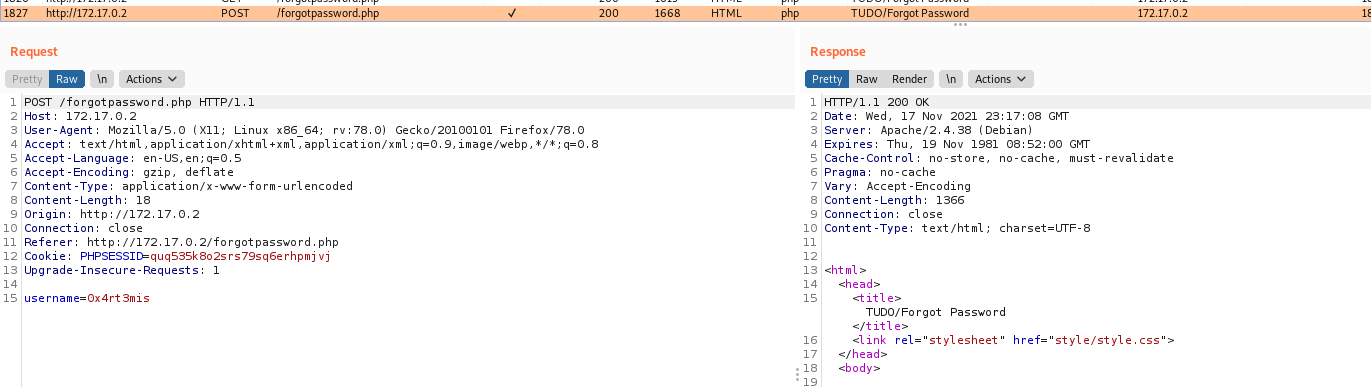 1827 http://172.17.0.2 POST /forgotpassword.php ✓ 200 1668 HTML php TUDO/Forgot Password 172.17.0.2
Request
Pretty Raw \n Actions
1 POST /forgotpassword.php HTTP/1.1
2 Host: 172.17.0.2
3 User-Agent: Mozilla/5.0 (X11; Linux x86_64; rv:78.0) Gecko/20100101 Firefox/78.0
4 Accept: text/html,application/xhtml+xml,application/xml;q=0.9,image/webp,*/*;q=0.8
5 Accept-Language: en-US,en;q=0.5
6 Accept-Encoding: gzip, deflate
7 Content-Type: application/x-www-form-urlencoded
8 Content-Length: 18
9 Origin: http://172.17.0.2
10 Connection: close
11 Referer: http://172.17.0.2/forgotpassword.php
12 Cookie: PHPSESSID=quq535k8o2srs79sq6erhpmjvj
13 Upgrade-Insecure-Requests: 1
14
15 username=0x4rt3mis
Response
Pretty Raw Render \n Actions
1 HTTP/1.1 200 OK
2 Date: Wed, 17 Nov 2021 23:17:08 GMT
3 Server: Apache/2.4.38 (Debian)
4 Expires: Thu, 19 Nov 1981 08:52:00 GMT
5 Cache-Control: no-store, no-cache, must-revalidate
6 Pragma: no-cache
7 Vary: Accept-Encoding
8 Content-Length: 1366
9 Connection: close
10 Content-Type: text/html; charset=UTF-8
11
12
13 <html>
14 <head>
15 <title>
TUDO/Forgot Password
</title>
16 <link rel="stylesheet" href="style/style.css">
17 </head>
18 <body>
19